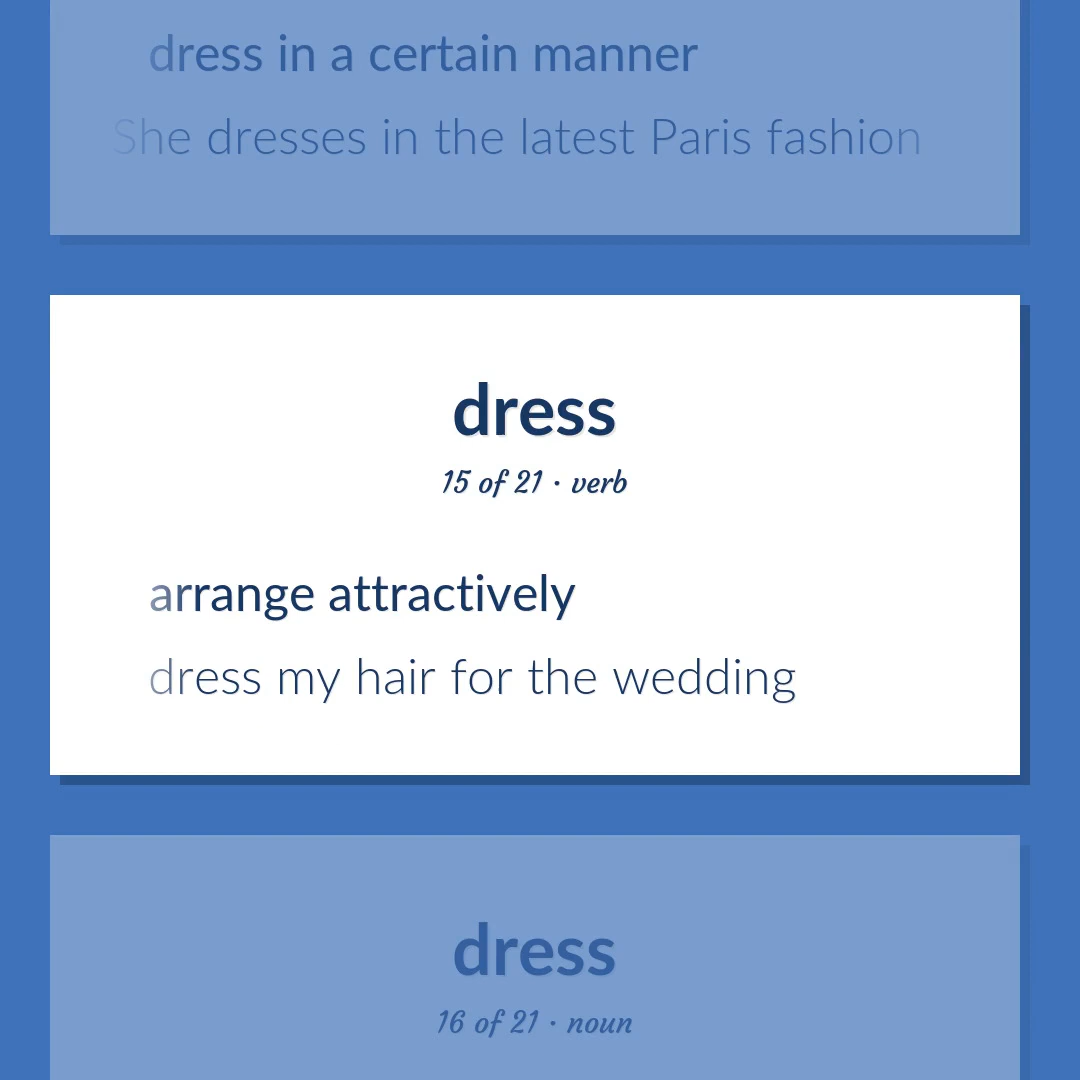 dress in a certain manner
She dresses in the latest Paris fashion
dress
15 of 21 · verb
arrange attractively
dress my hair for the wedding
dress
16 of 21 · noun